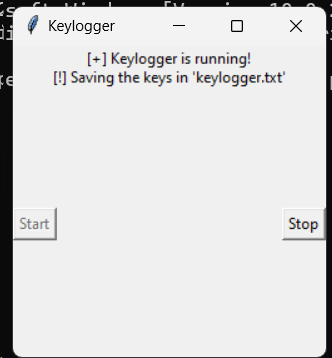 Keylogger
[+] Keylogger is running!
[!] Saving the keys in 'keylogger.txt'
Start
Stop